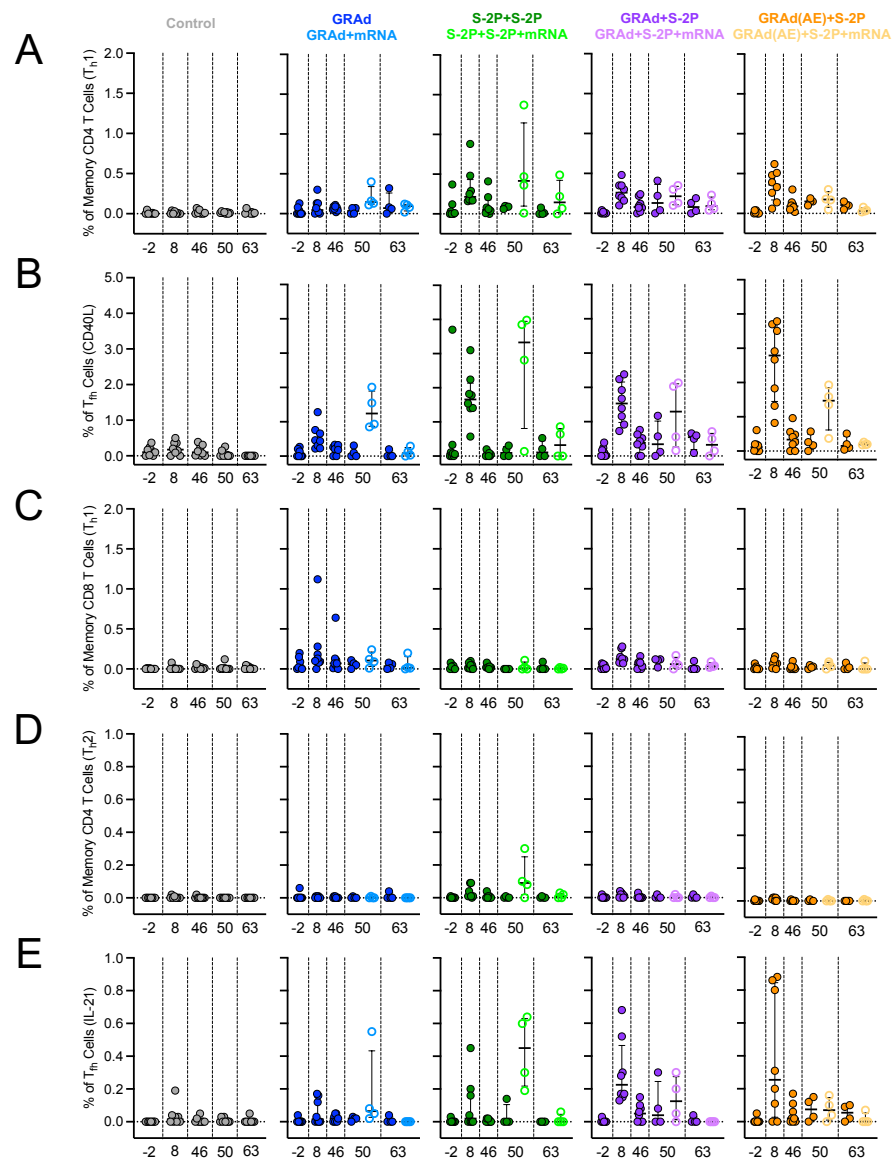 A
Control
GRAd
GRAd+mRNA
S-2P+S-2P
S-2P+S-2P+mRNA
GRAd+S-2P
GRAd+S-2P+mRNA
GRAd(AE)+S-2P
GRAd(AE)+S-2P+mRNA
% of Memory CD4 T Cells (Th1)
2.0
1.5
1.0
0.5
0.0
-2 8 46 50 63
-2 8 46 50 63
-2 8 46 50 63
-2 8 46 50 63
-2 8 46 50 63
B
% of Tfh Cells (CD40L)
5.0
4.0
3.0
2.0
1.0
0.0
-2 8 46 50 63
-2 8 46 50 63
-2 8 46 50 63
-2 8 46 50 63
-2 8 46 50 63
C
% of Memory CD8 T Cells (Th1)
2.0
1.5
1.0
0.5
0.0
-2 8 46 50 63
-2 8 46 50 63
-2 8 46 50 63
-2 8 46 50 63
-2 8 46 50 63
D
% of Memory CD4 T Cells (Th2)
1.0
0.8
0.6
0.4
0.2
0.0
-2 8 46 50 63
-2 8 46 50 63
-2 8 46 50 63
-2 8 46 50 63
-2 8 46 50 63
E
% of Tfh Cells (IL-21)
1.0
0.8
0.6
0.4
0.2
0.0
-2 8 46 50 63
-2 8 46 50 63
-2 8 46 50 63
-2 8 46 50 63
-2 8 46 50 63